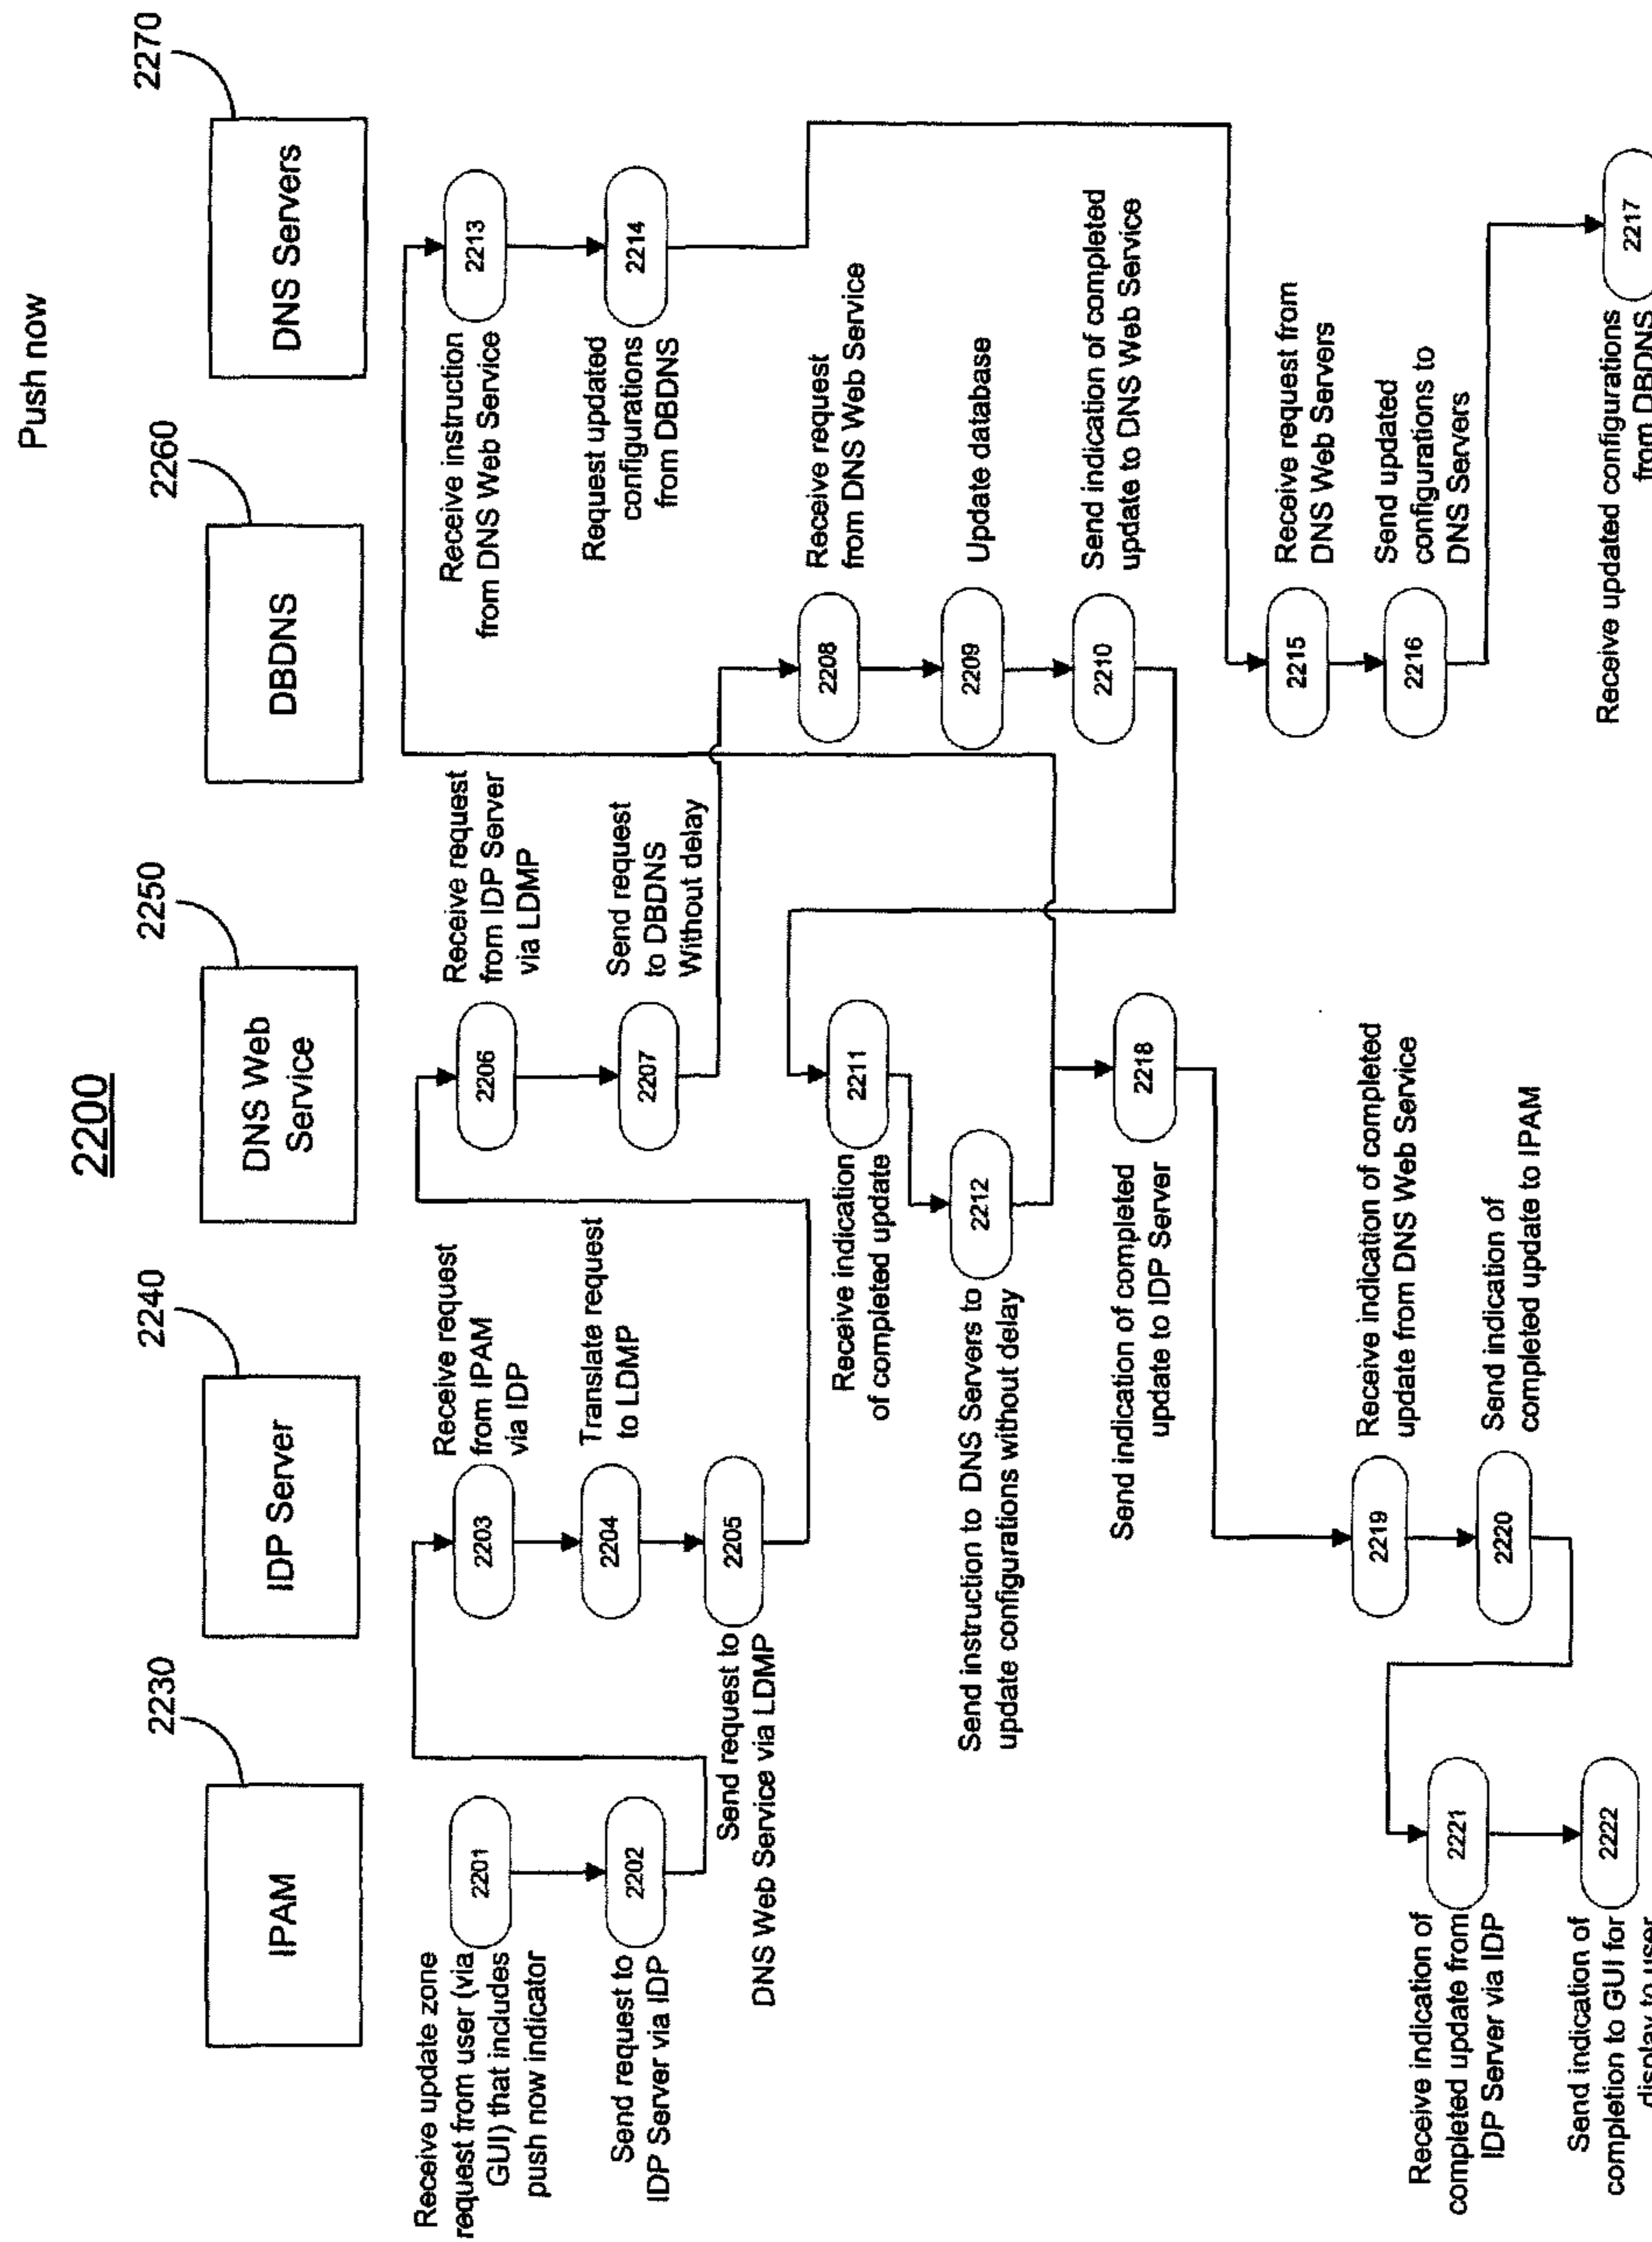 Push now
2200
2230
2240
2250
2260
2270
IPAM
IDP Server
DNS Web
Service
DBDNS
DNS Servers
2201
Receive update zone
request from user (via
GUI) that includes
push now indicator
2202
Send request to
IDP Server via IDP
2203
Receive request
from IPAM
via IDP
2204
Translate request
to LDMP
2205
Send request to
DNS Web Service via LDMP
2206
Receive request
from IDP Server
via LDMP
2207
Send request
to DBDNS
Without delay
2208
Receive request
from DNS Web Service
2209
Update database
2210
Send indication of completed
update to DNS Web Service
2211
Receive indication
of completed update
2212
Send instruction to DNS Servers to
update configurations without delay
2213
Receive instruction
from DNS Web Service
2214
Request updated
configurations
from DBDNS
2215
Receive request from
DNS Web Servers
2216
Send updated
configurations to
DNS Servers
2217
Receive updated configurations
from DBDNS
2218
Send indication of completed
update to IDP Server
2219
Receive indication of completed
update from DNS Web Service
2220
Send indication of
completed update to IPAM
2221
Receive indication of
completed update from
IDP Server via IDP
2222
Send indication of
completion to GUI for
display to user